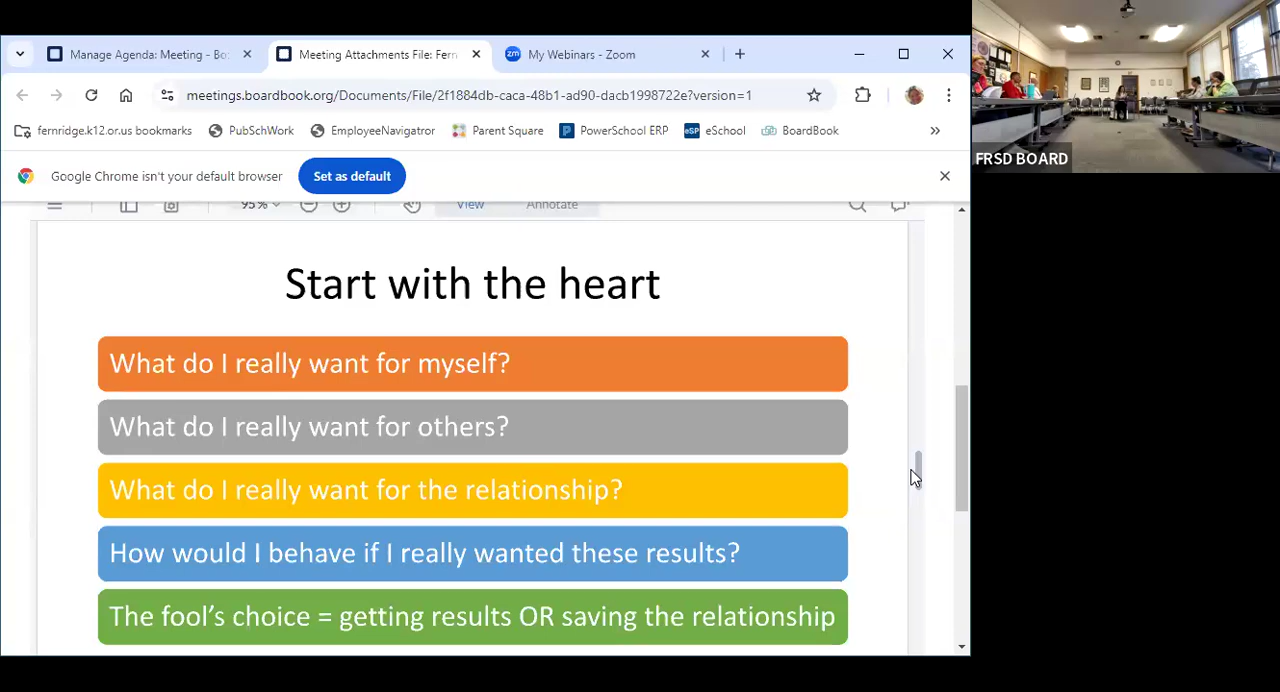 Manage Agenda: Meeting - Bo
Meeting Attachments File: Fern
zm
My Webinars - Zoom
meetings.boardbook.org/Documents/File/2f1884db-caca-48b1-ad90-dacb1998722e?version=1
fernridge.k12.or.us bookmarks
PubSchWork
EmployeeNavigator
Parent Square
PowerSchool ERP
eSP
eSchool
BoardBook
Google Chrome isn't your default browser
Set as default
95%
View
Annotate
FRSD BOARD
Start with the heart
What do I really want for myself?
What do I really want for others?
What do I really want for the relationship?
How would I behave if I really wanted these results?
The fool's choice = getting results OR saving the relationship